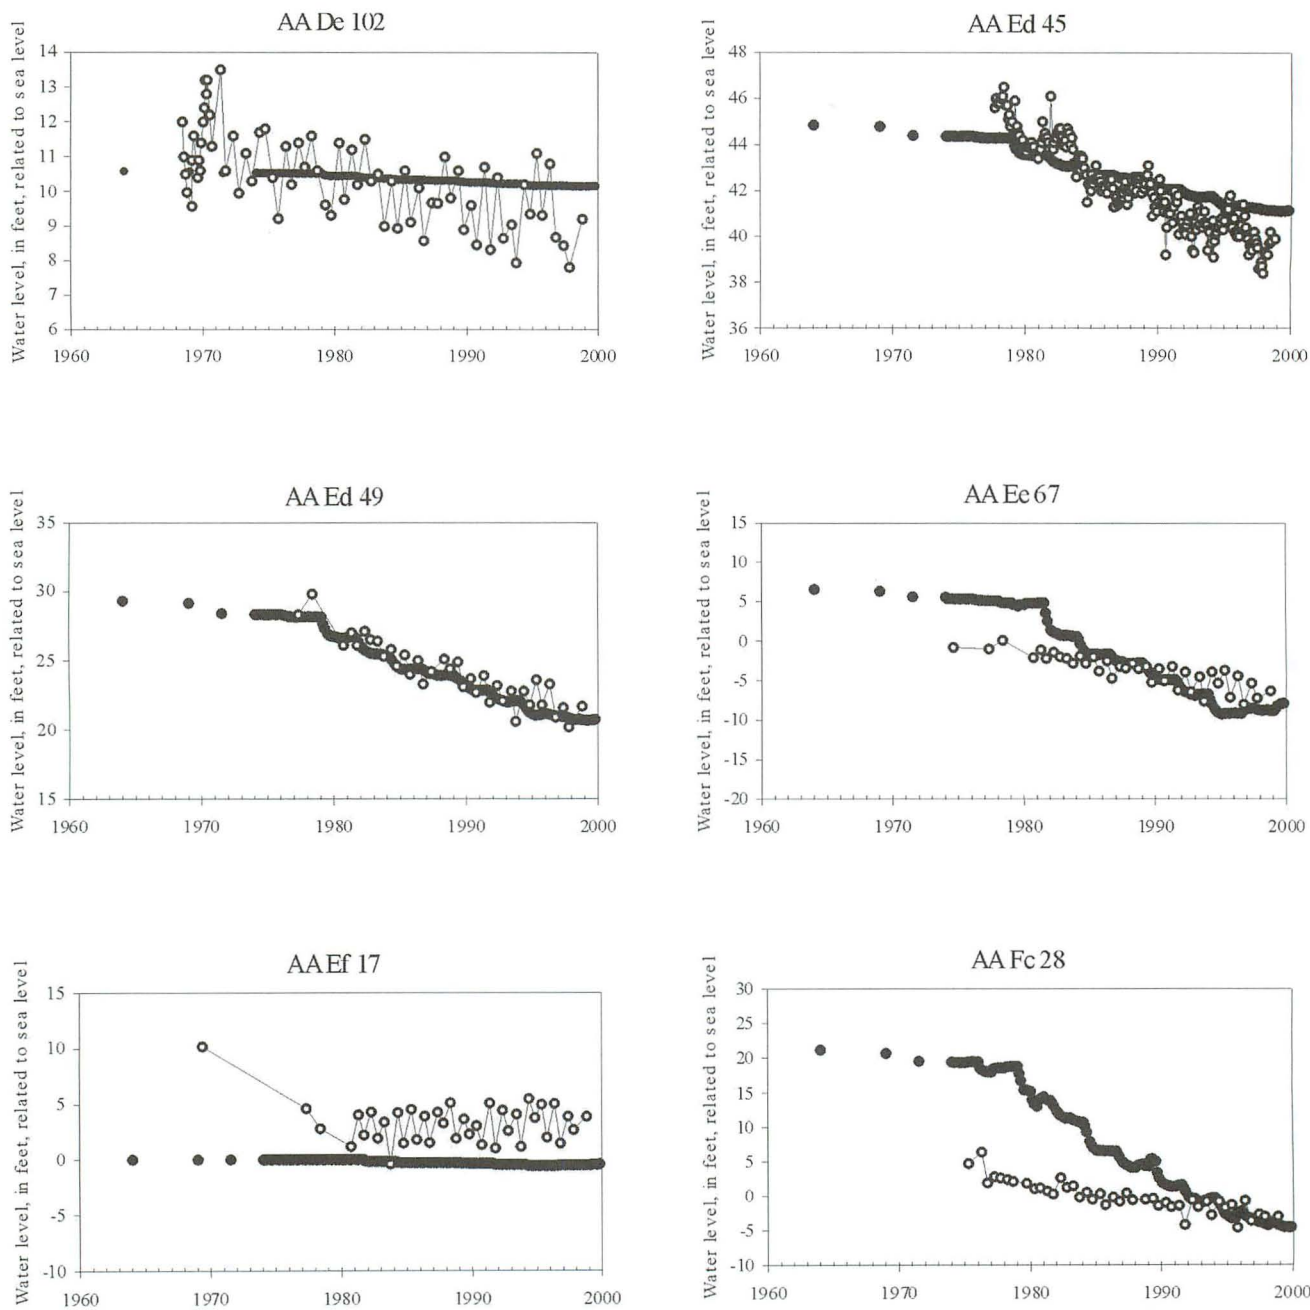 AA De 102
Water level, in feet, related to sea level
14
13
12
11
10
9
8
7
6
1960 1970 1980 1990 2000
AA Ed 45
Water level, in feet, related to sea level
48
46
44
42
40
38
36
1960 1970 1980 1990 2000
AA Ed 49
Water level, in feet, related to sea level
35
30
25
20
15
1960 1970 1980 1990 2000
AA Ee 67
Water level, in feet, related to sea level
15
10
5
0
-5
-10
-15
-20
1960 1970 1980 1990 2000
AA Ef 17
Water level, in feet, related to sea level
15
10
5
0
-5
-10
1960 1970 1980 1990 2000
AA Fc 28
Water level, in feet, related to sea level
30
25
20
15
10
5
0
-5
-10
1960 1970 1980 1990 2000